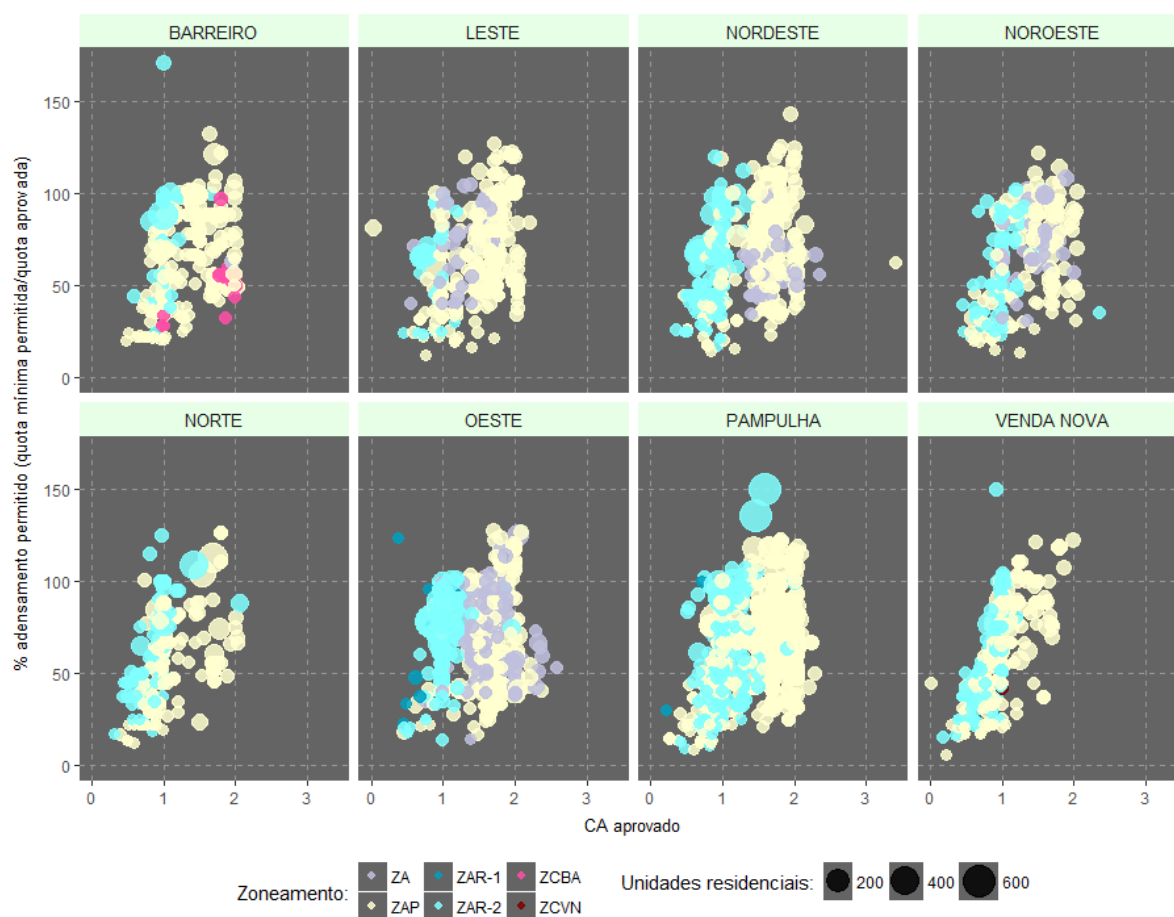 BARREIRO LESTE NORDESTE NOROESTE
% adensamento permitido (quota mínima permitida/quota aprovada)
150
100
50
0
NORTE OESTE PAMPULHA VENDA NOVA
150
100
50
0
0 1 2 3 0 1 2 3 0 1 2 3 0 1 2 3
CA aprovado
Zoneamento: ZA ZAR-1 ZCBA
ZAP ZAR-2 ZCVN
Unidades residenciais: 200 400 600